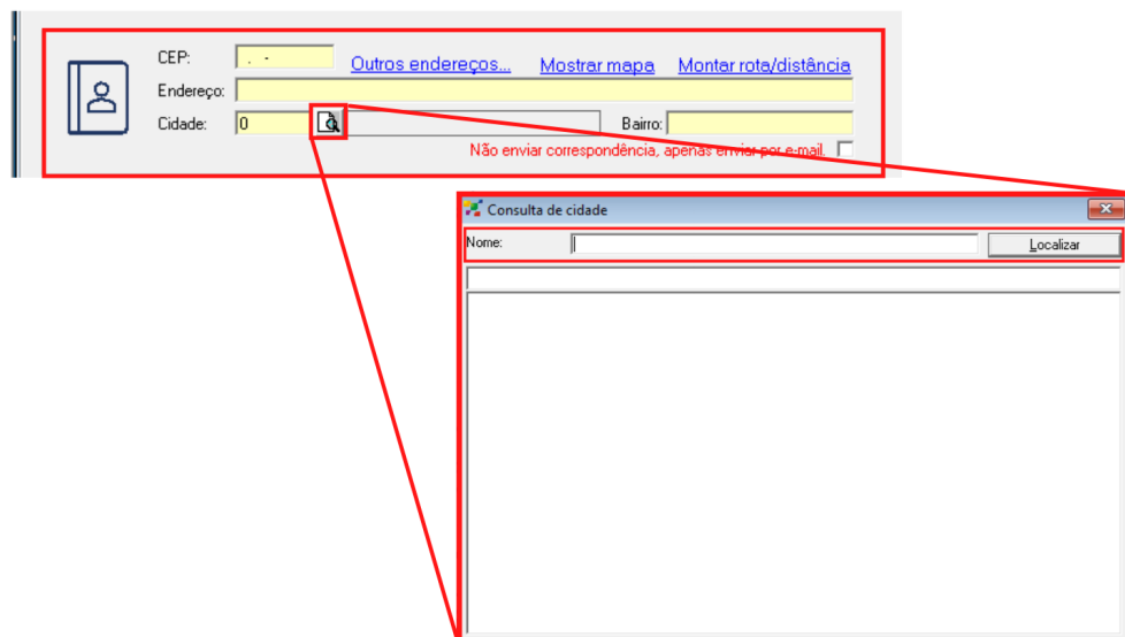 CEP: . - Outros endereços... Mostrar mapa Montar rota/distância
Endereço:
Cidade: 0 Bairro:
Não enviar correspondência, apenas enviar por e-mail.
Consulta de cidade
Nome: Localizar